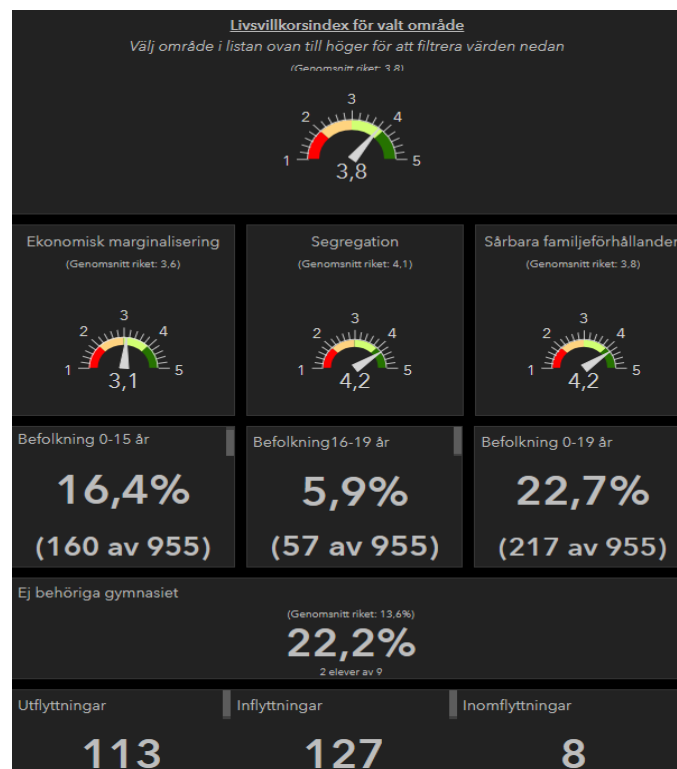 Livsvillkorsindex för valt område
Välj område i listan ovan till höger för att filtrera värden nedan
(Genomsnitt riket: 3,8)
3
2 4
1 5
3,8
Ekonomisk marginalisering
(Genomsnitt riket: 3,6)
3
2 4
1 5
3,1
Segregation
(Genomsnitt riket: 4,1)
3
2 4
1 5
4,2
Sårbara familjeförhållanden
(Genomsnitt riket: 3,8)
3
2 4
1 5
4,2
Befolkning 0-15 år
16,4%
(160 av 955)
Befolkning16-19 år
5,9%
(57 av 955)
Befolkning 0-19 år
22,7%
(217 av 955)
Ej behöriga gymnasiet
(Genomsnitt riket: 13,6%)
22,2%
2 elever av 9
Utflyttningar
113
Inflyttningar
127
Inomflyttningar
8